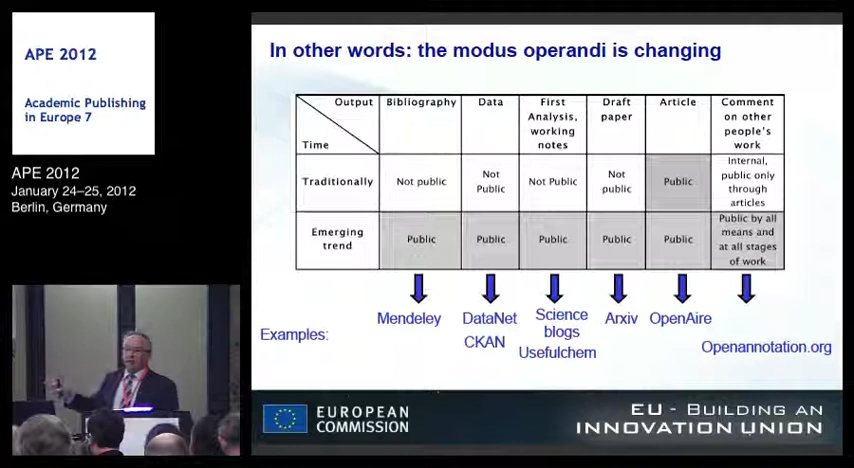 APE 2012
Academic Publishing
in Europe 7
APE 2012
January 24–25, 2012
Berlin, Germany
In other words: the modus operandi is changing
Output
Time
Bibliography
Data
First
Analysis,
working
notes
Draft
paper
Article
Comment
on other
people's
work
Traditionally
Not public
Not
Public
Not Public
Not
public
Public
Internal,
public only
through
articles
Emerging
trend
Public
Public
Public
Public
Public
Public by all
means and
at all stages
of work
Examples:
Mendeley
DataNet
CKAN
Science
blogs
Usefulchem
Arxiv
OpenAire
Openannotation.org
EUROPEAN
COMMISSION
EU - BUILDING AN
INNOVATION UNION